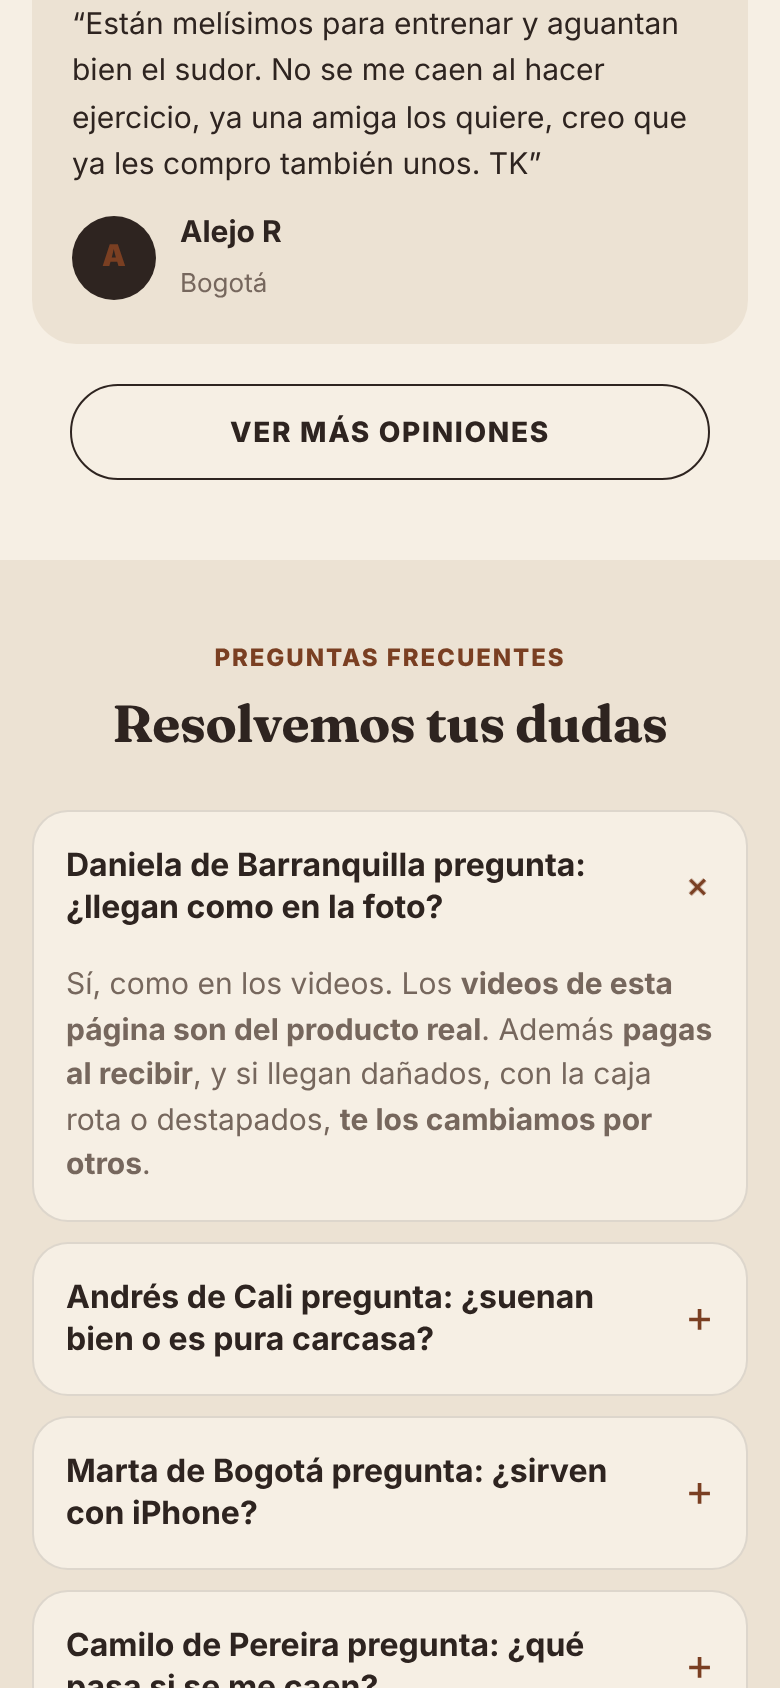 “Están melísimos para entrenar y aguantan
bien el sudor. No se me caen al hacer
ejercicio, ya una amiga los quiere, creo que
ya les compro también unos. TK”
A
Alejo R
Bogotá
VER MÁS OPINIONES
PREGUNTAS FRECUENTES
Resolvemos tus dudas
Daniela de Barranquilla pregunta:
¿llegan como en la foto?
Sí, como en los videos. Los videos de esta
página son del producto real. Además pagas
al recibir, y si llegan dañados, con la caja
rota o destapados, te los cambiamos por
otros.
Andrés de Cali pregunta: ¿suenan
bien o es pura carcasa?
Marta de Bogotá pregunta: ¿sirven
con iPhone?
Camilo de Pereira pregunta: ¿qué
pasa si se me caen?